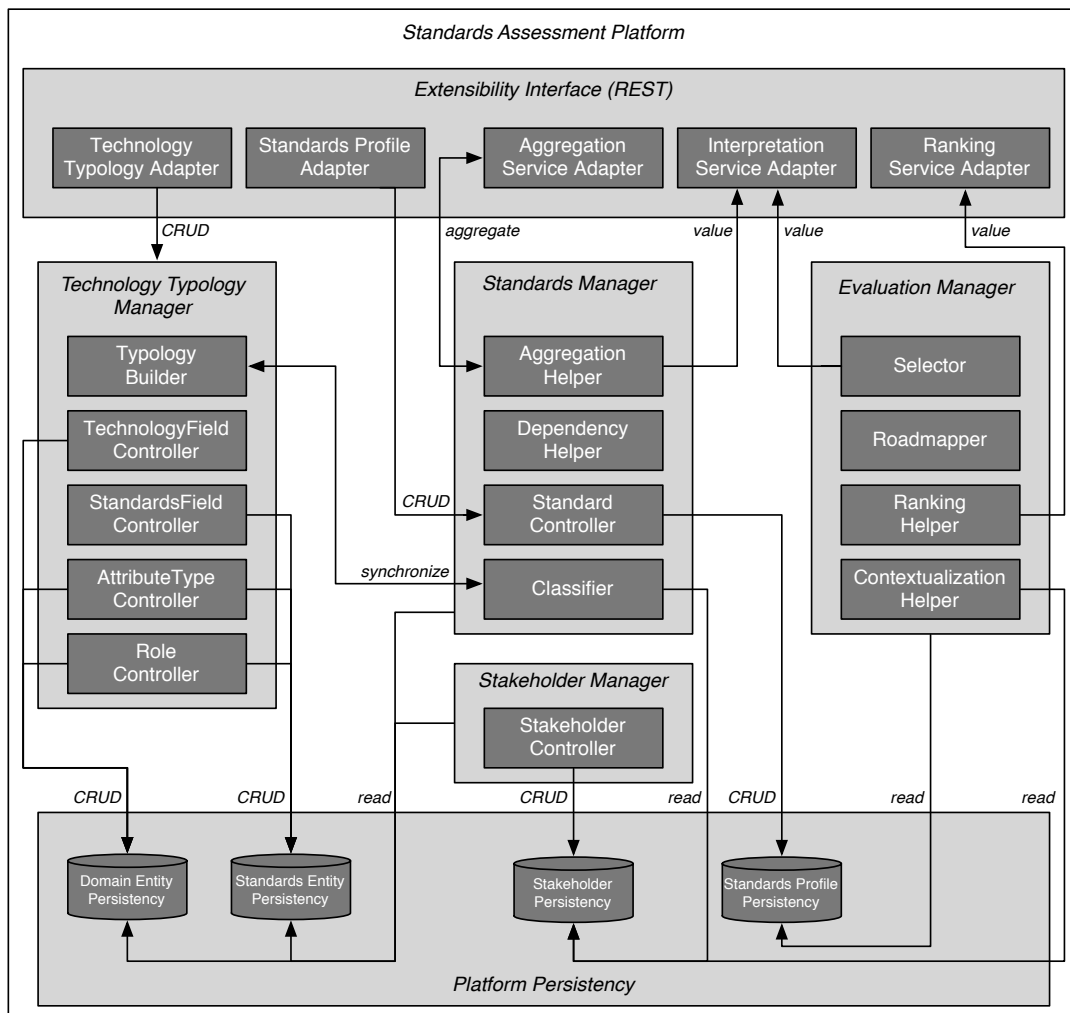 Standards Assessment Platform
Extensibility Interface (REST)
Technology
Typology Adapter
Standards Profile
Adapter
Aggregation
Service Adapter
Interpretation
Service Adapter
Ranking
Service Adapter
CRUD
aggregate
value
value
value
Technology Typology
Manager
Typology
Builder
TechnologyField
Controller
StandardsField
Controller
AttributeType
Controller
Role
Controller
Standards Manager
Aggregation
Helper
Dependency
Helper
CRUD
Standard
Controller
synchronize
Classifier
Evaluation Manager
Selector
Roadmapper
Ranking
Helper
Contextualization
Helper
Stakeholder Manager
Stakeholder
Controller
CRUD
CRUD
read
CRUD
read
CRUD
read
read
Domain Entity
Persistency
Standards Entity
Persistency
Stakeholder
Persistency
Standards Profile
Persistency
Platform Persistency